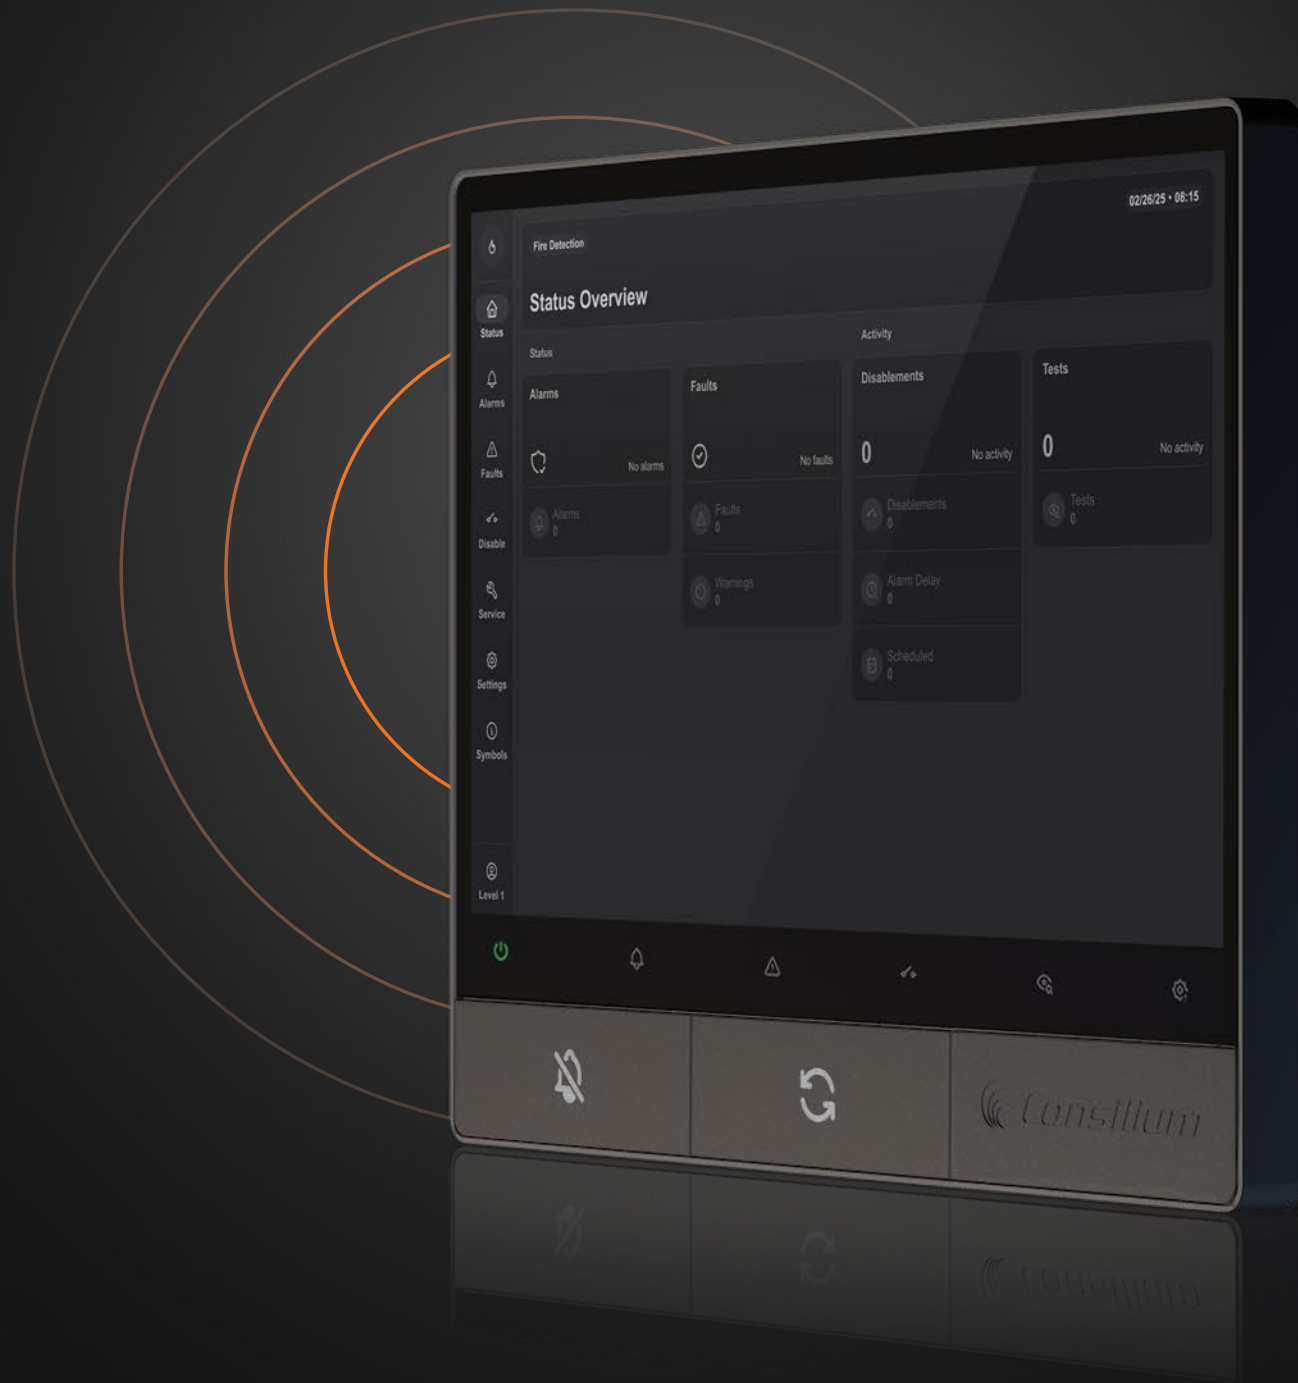 02/26/25 • 08:15
Fire Detection
Status Overview
Status
Activity
Alarms
No alarms
Alarms
0
Faults
No faults
Faults
0
Warnings
0
Disablements
0
No activity
Disablements
0
Alarm Delay
0
Scheduled
0
Tests
0
No activity
Tests
0
Status
Alarms
Faults
Disable
Service
Settings
Symbols
Level 1
Consilium